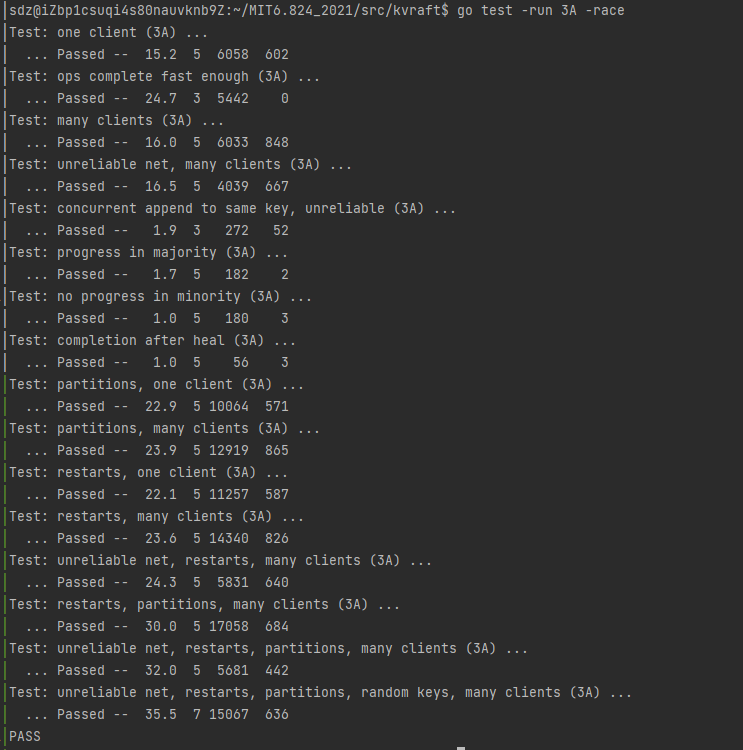 sdz@iZbp1csuqi4s80nauvknb9Z:~/MIT6.824_2021/src/kvraft$ go test -run 3A -race
Test: one client (3A) ...
  ... Passed --  15.2  5  6058  602
Test: ops complete fast enough (3A) ...
  ... Passed --  24.7  3  5442    0
Test: many clients (3A) ...
  ... Passed --  16.0  5  6033  848
Test: unreliable net, many clients (3A) ...
  ... Passed --  16.5  5  4039  667
Test: concurrent append to same key, unreliable (3A) ...
  ... Passed --   1.9  3   272   52
Test: progress in majority (3A) ...
  ... Passed --   1.7  5   182    2
Test: no progress in minority (3A) ...
  ... Passed --   1.0  5   180    3
Test: completion after heal (3A) ...
  ... Passed --   1.0  5    56    3
Test: partitions, one client (3A) ...
  ... Passed --  22.9  5 10064  571
Test: partitions, many clients (3A) ...
  ... Passed --  23.9  5 12919  865
Test: restarts, one client (3A) ...
  ... Passed --  22.1  5 11257  587
Test: restarts, many clients (3A) ...
  ... Passed --  23.6  5 14340  826
Test: unreliable net, restarts, many clients (3A) ...
  ... Passed --  24.3  5  5831  640
Test: restarts, partitions, many clients (3A) ...
  ... Passed --  30.0  5 17058  684
Test: unreliable net, restarts, partitions, many clients (3A) ...
  ... Passed --  32.0  5  5681  442
Test: unreliable net, restarts, partitions, random keys, many clients (3A) ...
  ... Passed --  35.5  7 15067  636
PASS